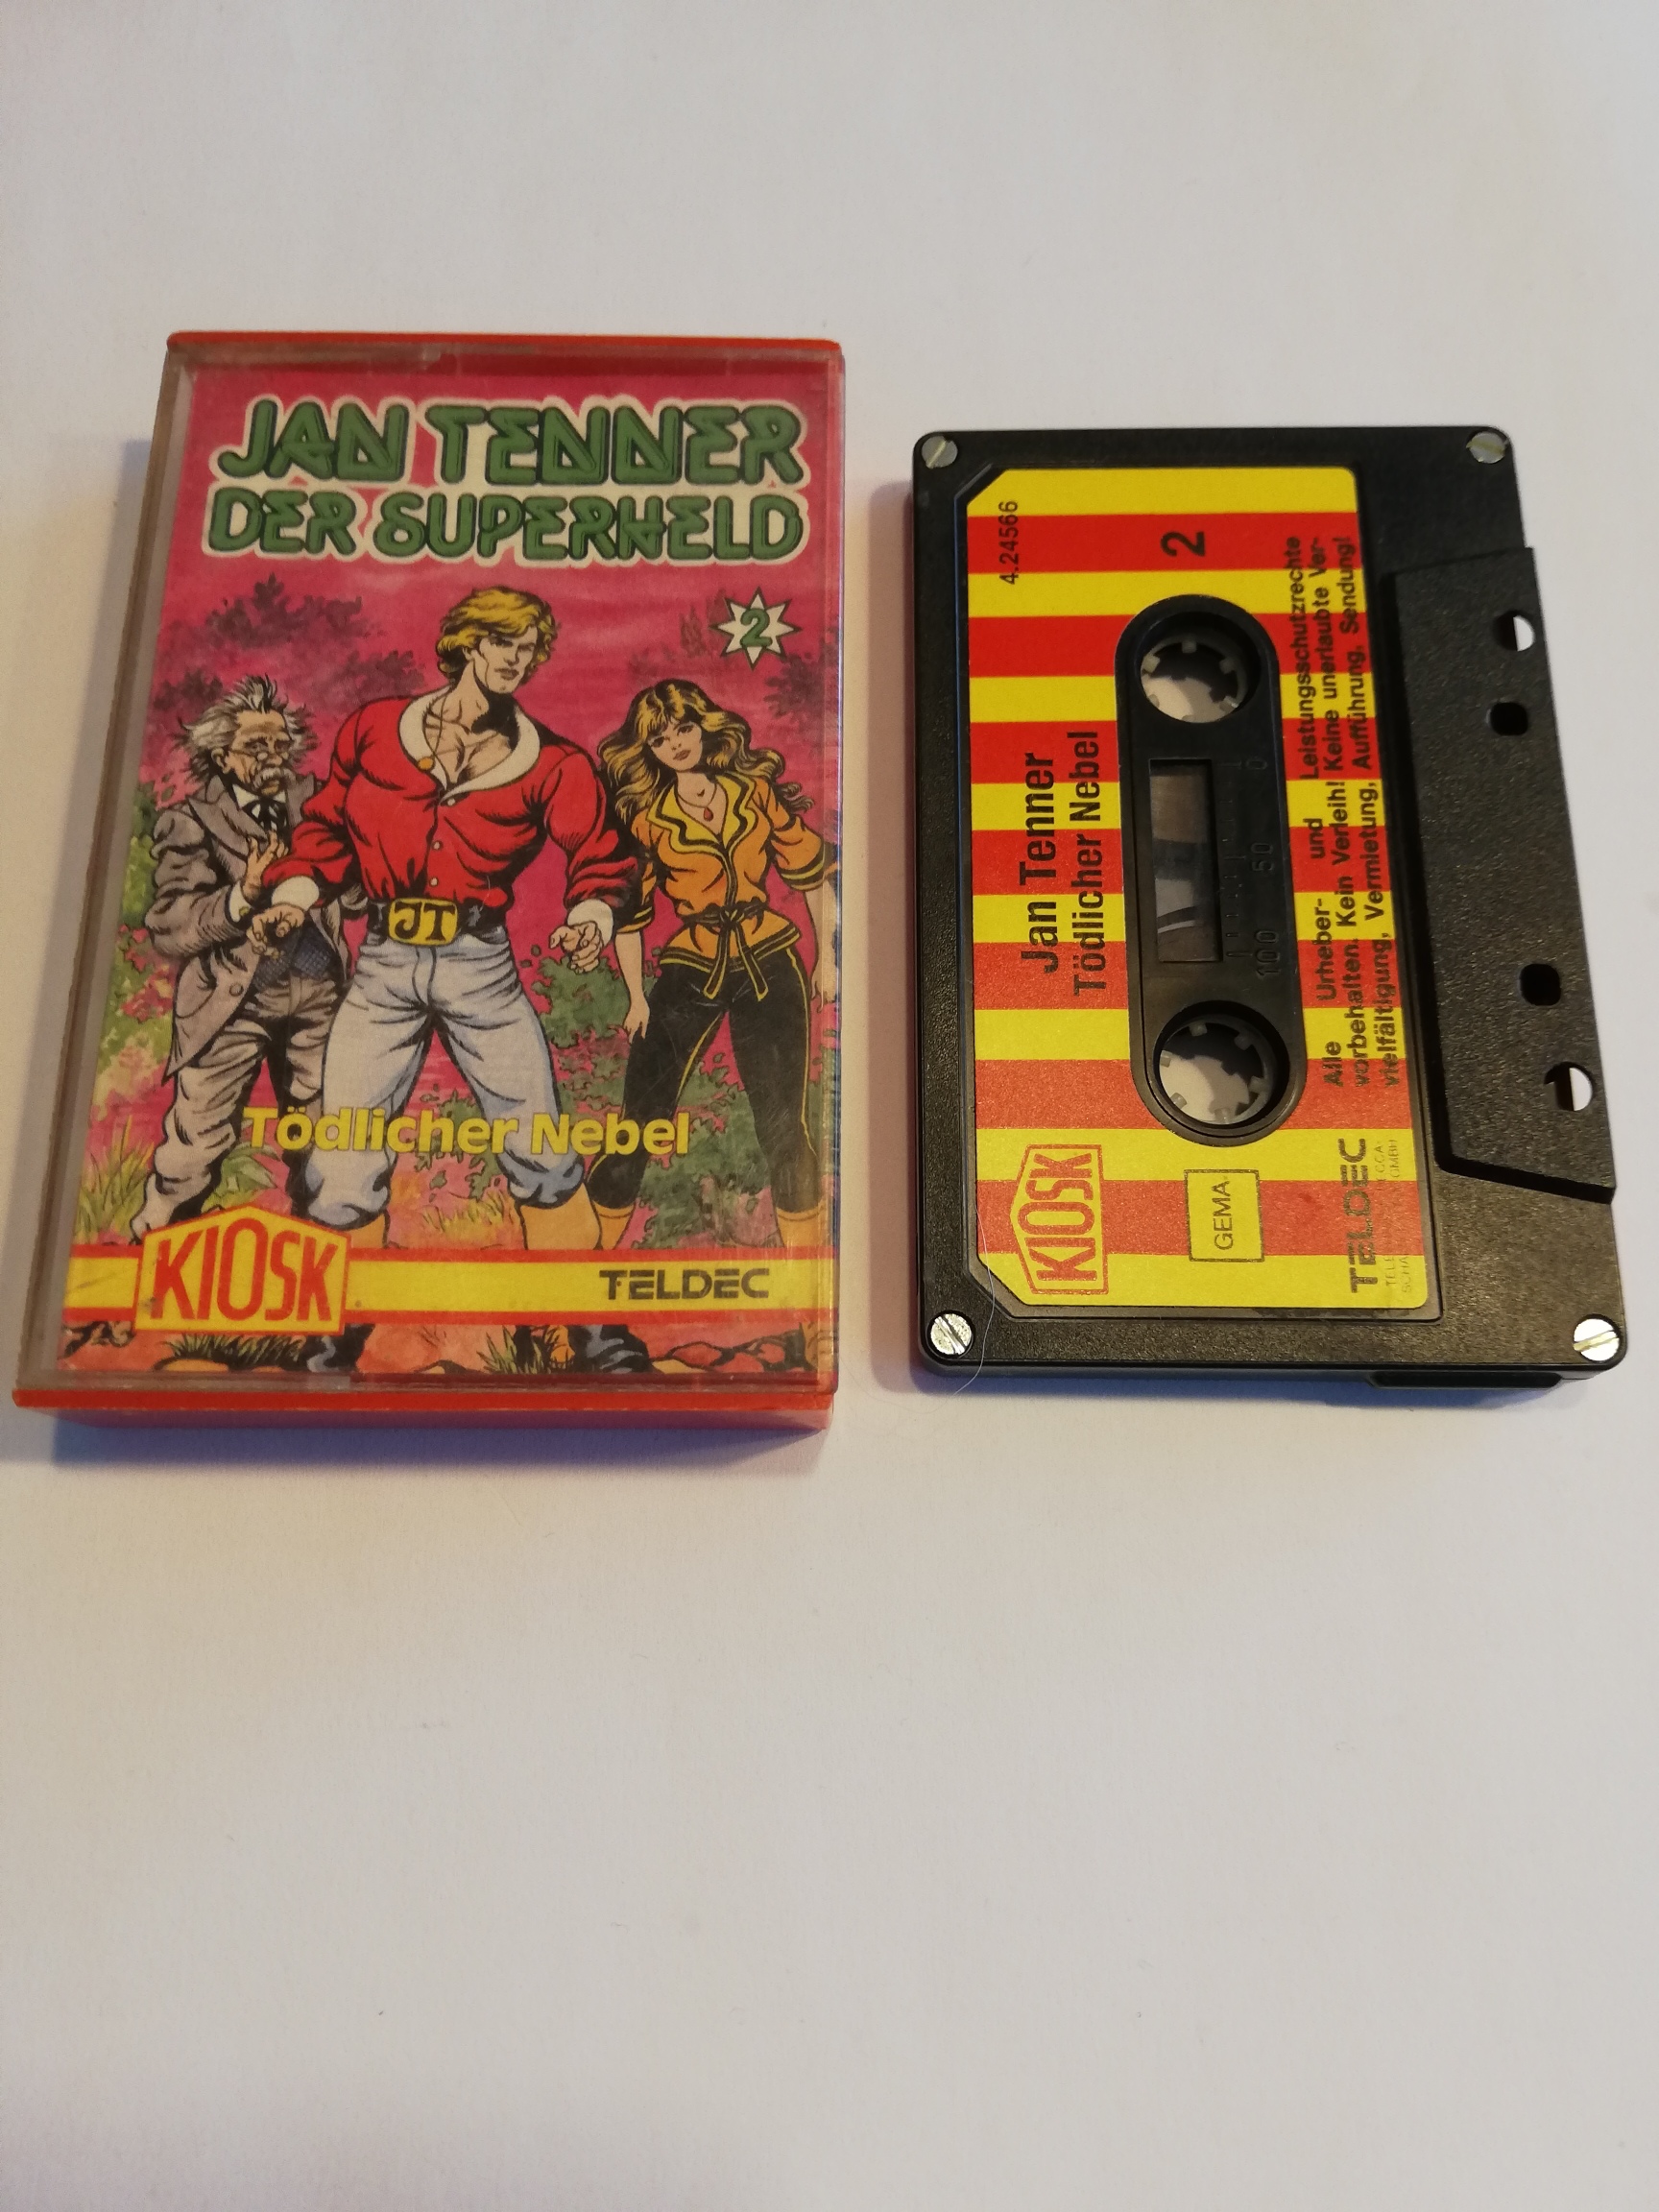 JAN TENNER
DER SUPERHELD
2
JT
Tödlicher Nebel
KIOSK
TELDEC
4.24566
2
Jan Tenner
Tödlicher Nebel
100 50 0
Alle Urheber- und Leistungsschutzrechte
vorbehalten. Kein Verleih! Keine unerlaubte Ver-
vielfältigung, Vermietung, Aufführung, Sendung!
KIOSK
GEMA
TELDEC